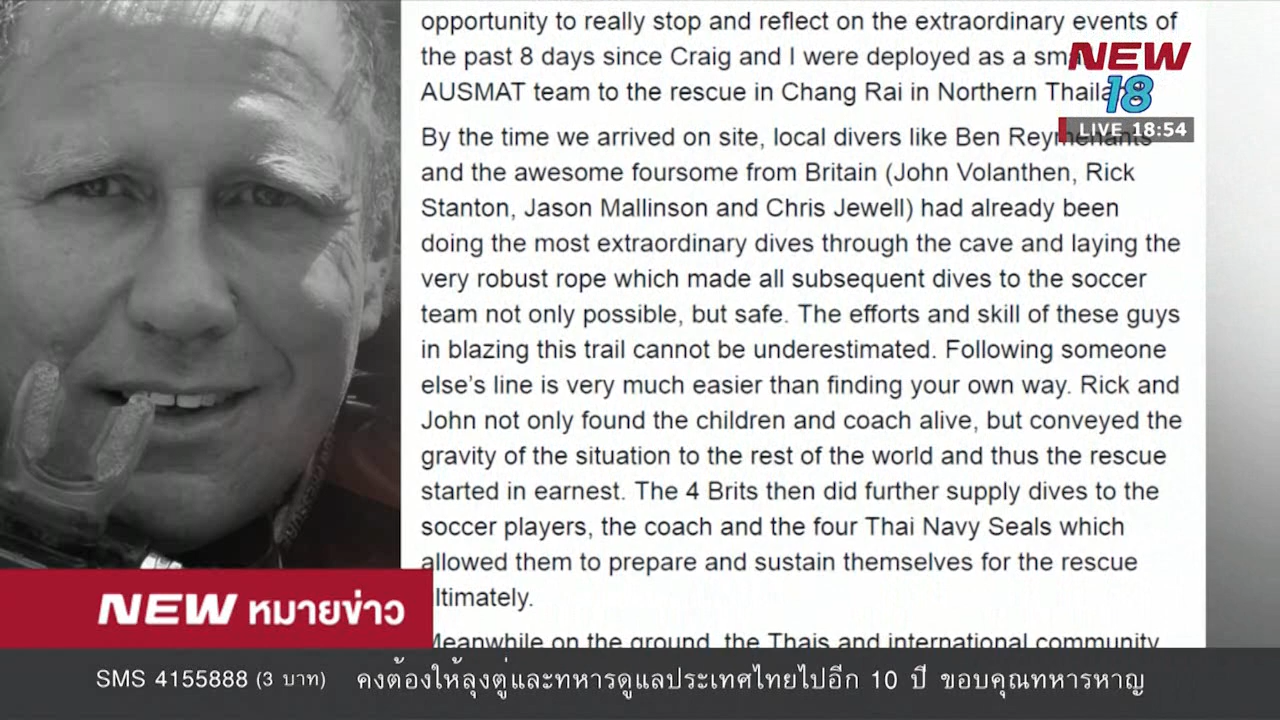 opportunity to really stop and reflect on the extraordinary events of
the past 8 days since Craig and I were deployed as a sm
AUSMAT team to the rescue in Chang Rai in Northern Thaila
NEW
18
LIVE 18:54
By the time we arrived on site, local divers like Ben Reymenants
and the awesome foursome from Britain (John Volanthen, Rick
Stanton, Jason Mallinson and Chris Jewell) had already been
doing the most extraordinary dives through the cave and laying the
very robust rope which made all subsequent dives to the soccer
team not only possible, but safe. The efforts and skill of these guys
in blazing this trail cannot be underestimated. Following someone
else's line is very much easier than finding your own way. Rick and
John not only found the children and coach alive, but conveyed the
gravity of the situation to the rest of the world and thus the rescue
started in earnest. The 4 Brits then did further supply dives to the
soccer players, the coach and the four Thai Navy Seals which
allowed them to prepare and sustain themselves for the rescue
ltimately.
Meanwhile on the ground, the Thais and international community
NEW หมายข่าว
SMS 4155888 (3 บาท) คงต้องให้ลุงตู่และทหารดูแลประเทศไทยไปอีก 10 ปี ขอบคุณทหารหาญ